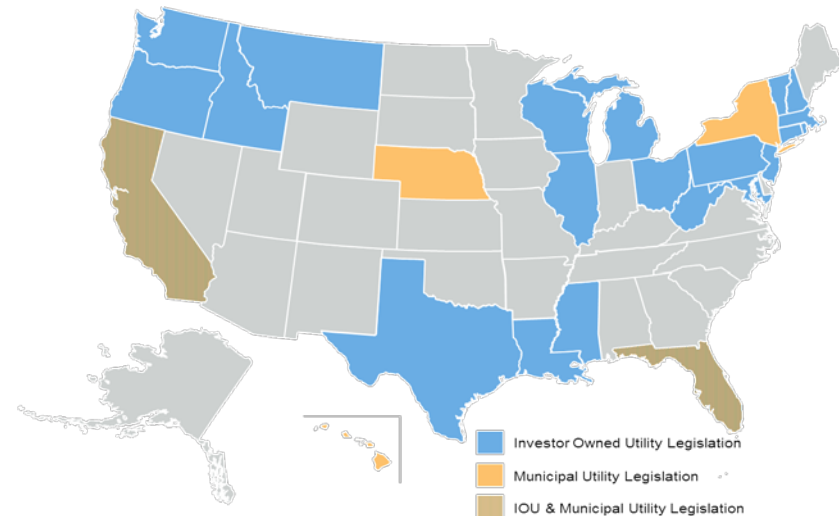 Investor Owned Utility Legislation
Municipal Utility Legislation
IOU & Municipal Utility Legislation